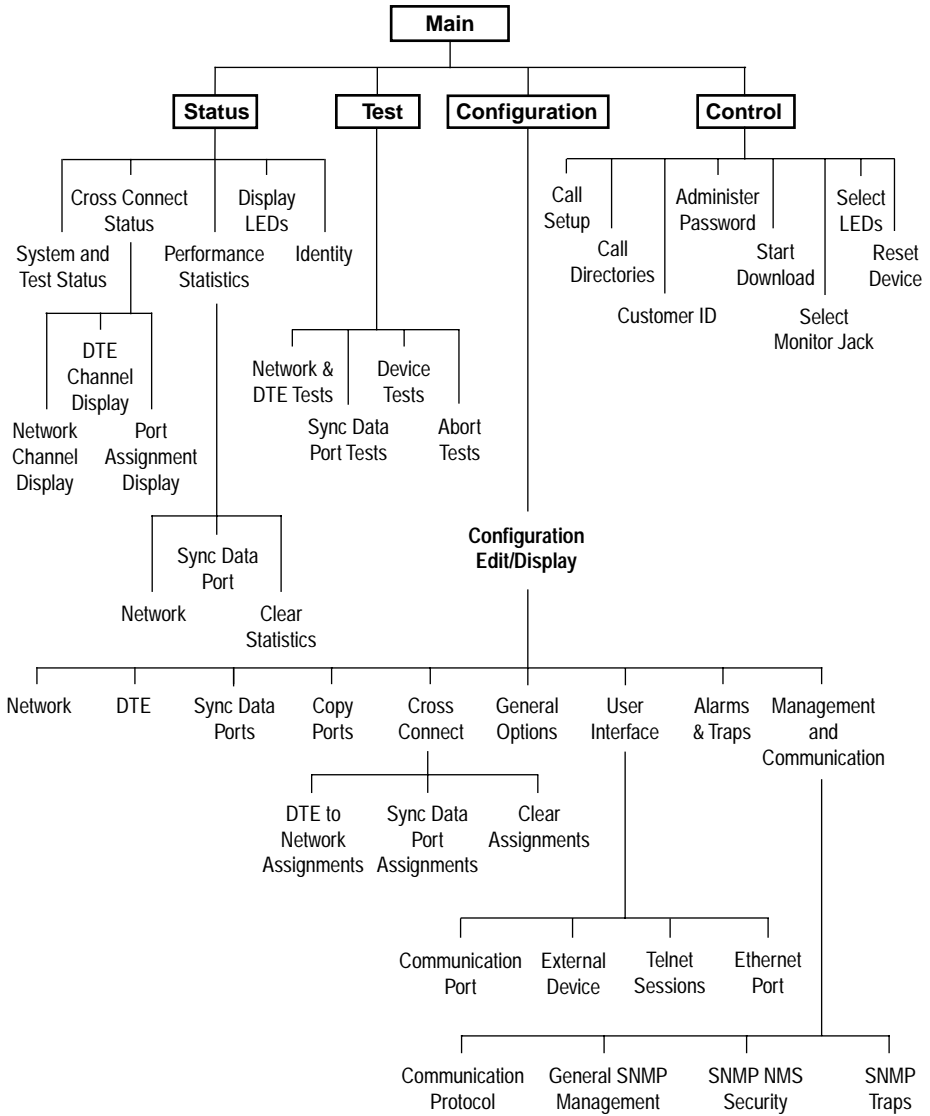 Main
Status
Test
Configuration
Control
Cross Connect
Status
Display
LEDs
System and
Test Status
Performance
Statistics
Identity
Call
Setup
Administer
Password
Select
LEDs
Call
Directories
Start
Download
Reset
Device
Customer ID
Select
Monitor Jack
DTE
Channel
Display
Network
Channel
Display
Port
Assignment
Display
Network &
DTE Tests
Device
Tests
Sync Data
Port Tests
Abort
Tests
Sync Data
Port
Network
Clear
Statistics
Configuration
Edit/Display
Network
DTE
Sync Data
Ports
Copy
Ports
Cross
Connect
General
Options
User
Interface
Alarms
& Traps
Management
and
Communication
DTE to
Network
Assignments
Sync Data
Port
Assignments
Clear
Assignments
Communication
Port
External
Device
Telnet
Sessions
Ethernet
Port
Communication
Protocol
General SNMP
Management
SNMP NMS
Security
SNMP
Traps